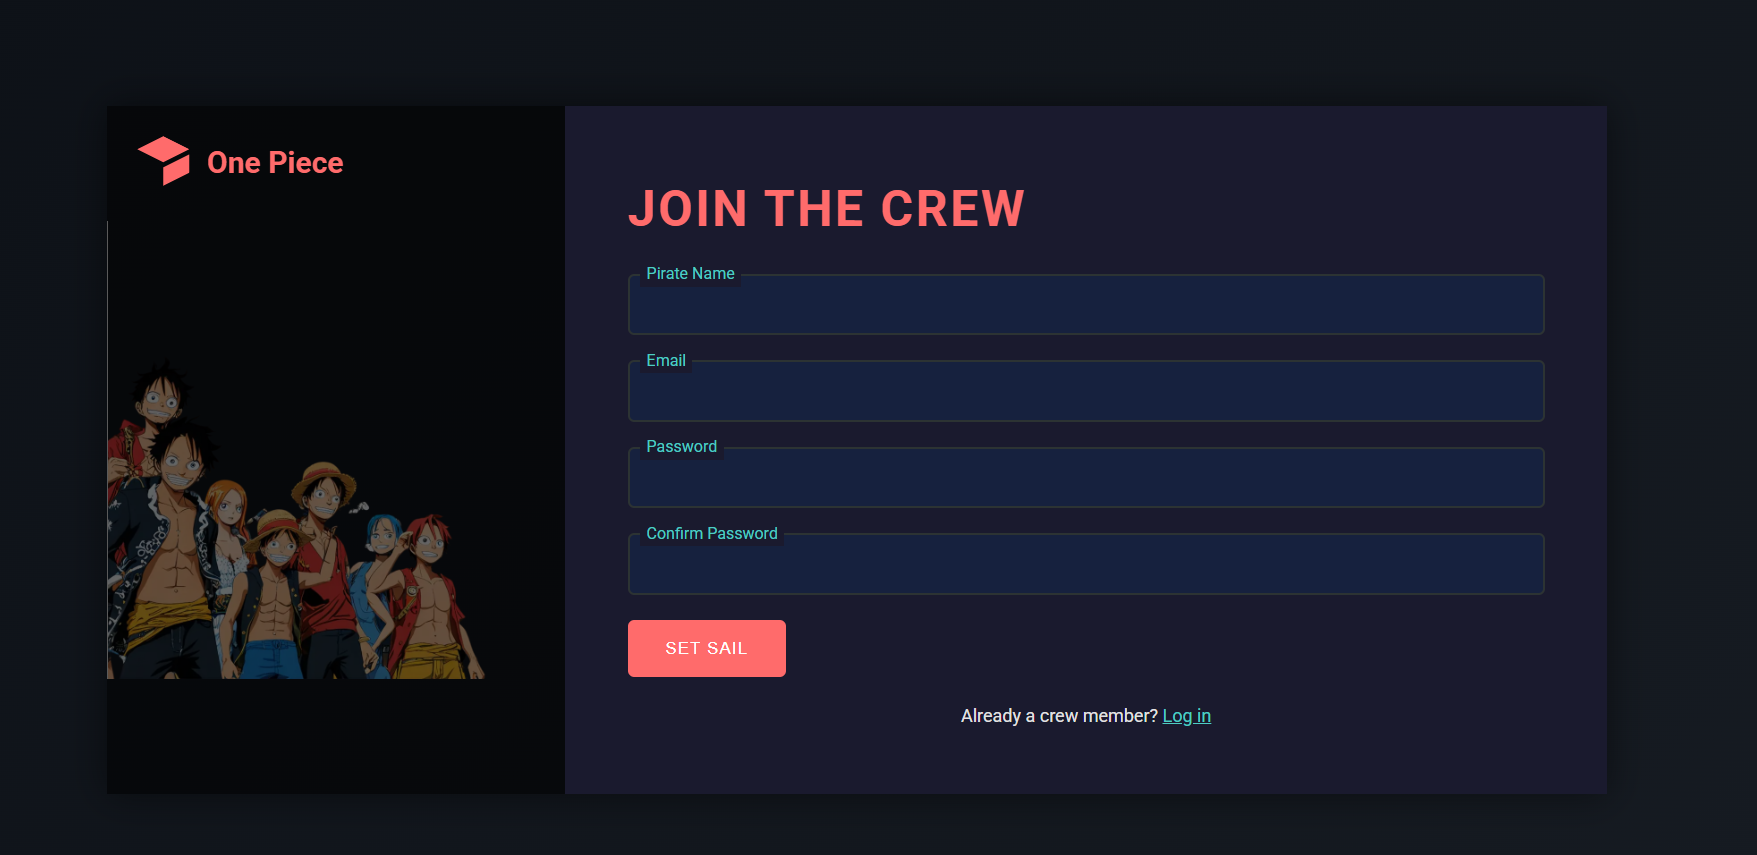 One Piece
JOIN THE CREW
Pirate Name
Email
Password
Confirm Password
SET SAIL
Already a crew member? Log in